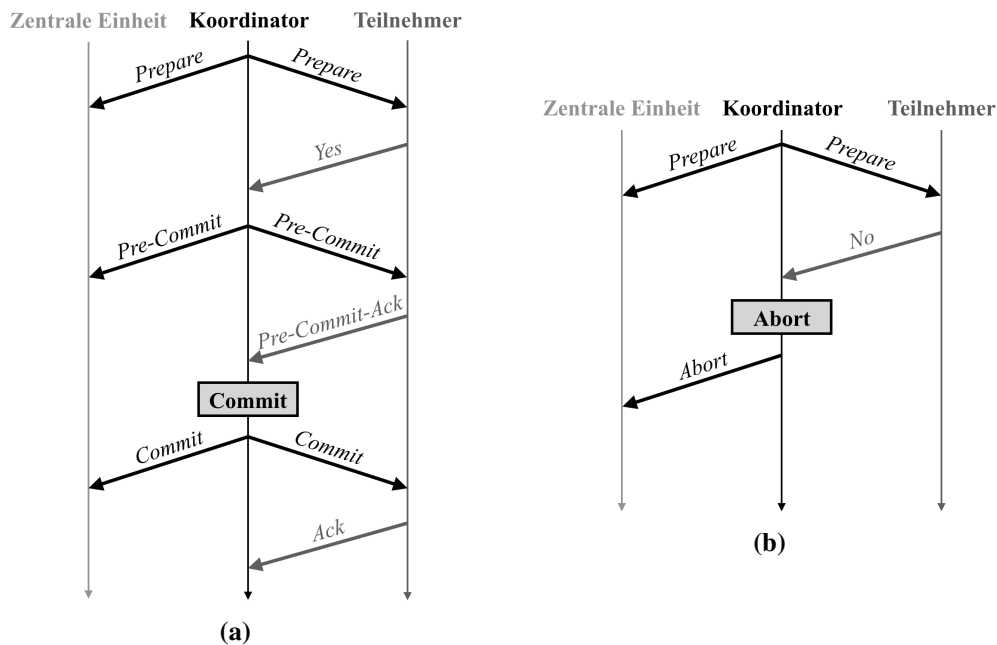 Zentrale Einheit Koordinator Teilnehmer
Prepare Prepare
Yes
Pre-Commit Pre-Commit
Pre-Commit-Ack
Commit
Commit Commit
Ack
(a)
Zentrale Einheit Koordinator Teilnehmer
Prepare Prepare
No
Abort
Abort
(b)